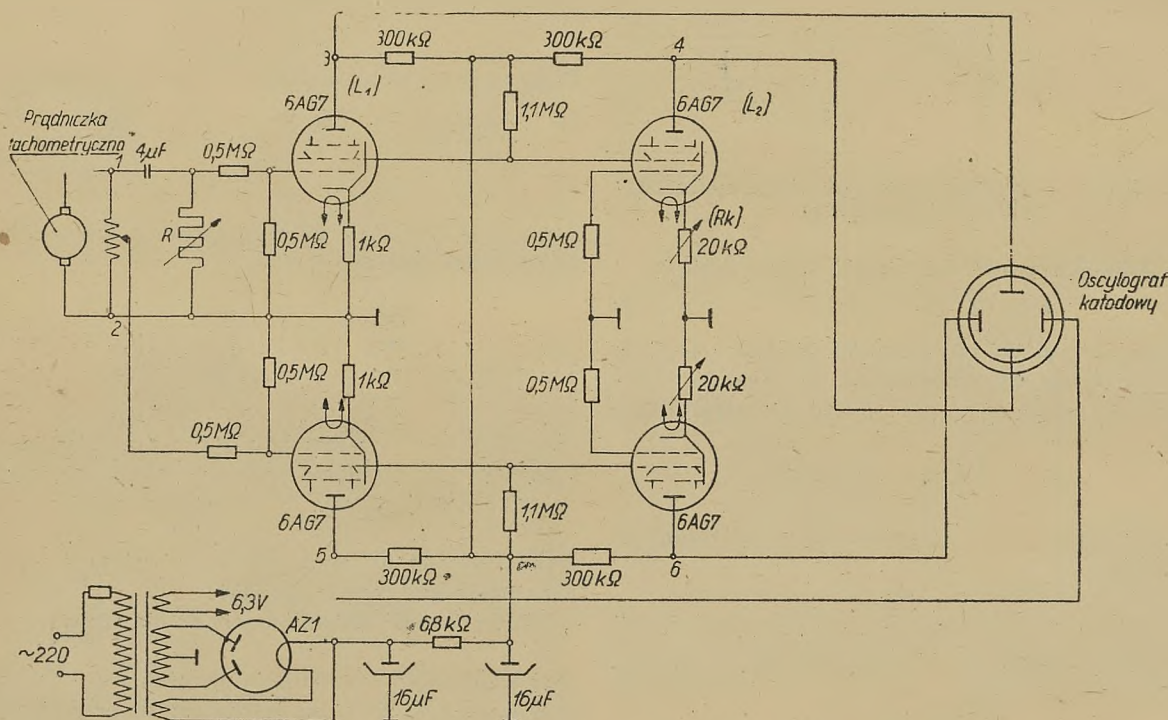 300kΩ
300kΩ
3
4
(L₁)
(L₂)
6AG7
6AG7
1,1MΩ
Prądniczka
tachometryczna
1
4µF
0,5MΩ
R
0,5MΩ
1kΩ
0,5MΩ
(Rk)
20kΩ
Oscylograf
katodowy
2
0,5MΩ
1kΩ
0,5MΩ
20kΩ
0,5MΩ
6AG7
1,1MΩ
6AG7
5
6
300kΩ
300kΩ
6,3V
AZ1
6,8kΩ
~220
16µF
16µF